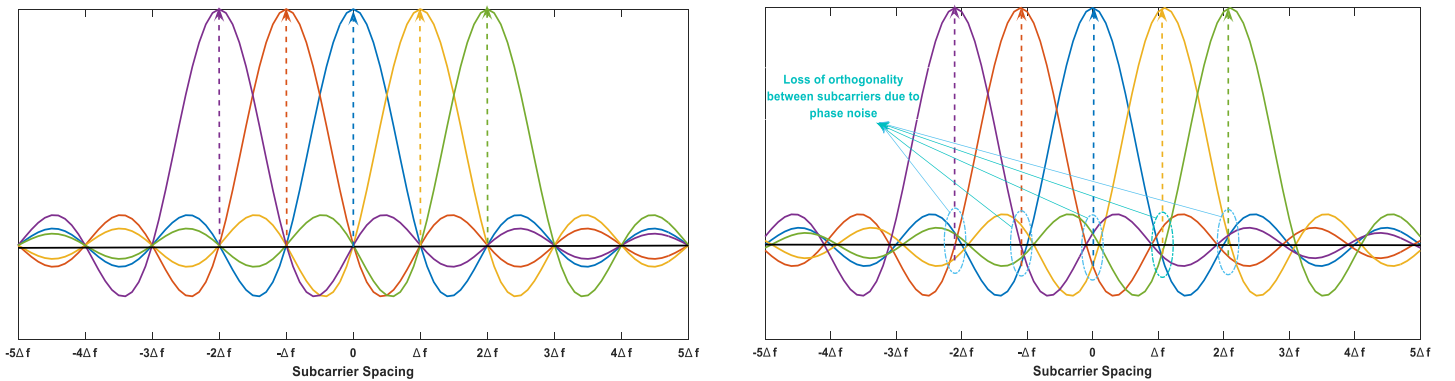 -5Δ f -4Δ f -3Δ f -2Δ f -Δ f 0 Δ f 2Δ f 3Δ f 4Δ f 5Δ f
Subcarrier Spacing
Loss of orthogonality
between subcarriers due to
phase noise
-5Δ f -4Δ f -3Δ f -2Δ f -Δ f 0 Δ f 2Δ f 3Δ f 4Δ f 5Δ f
Subcarrier Spacing